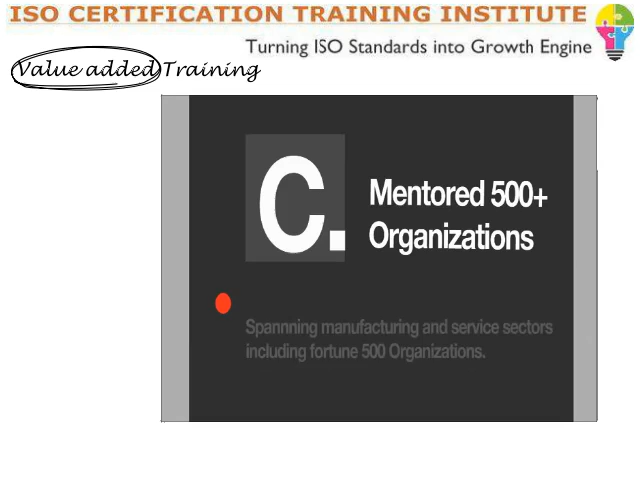 ISO CERTIFICATION TRAINING INSTITUTE
Turning ISO Standards into Growth Engine
Value added Training
C.
Mentored 500+
Organizations
Spannning manufacturing and service sectors
including fortune 500 Organizations.